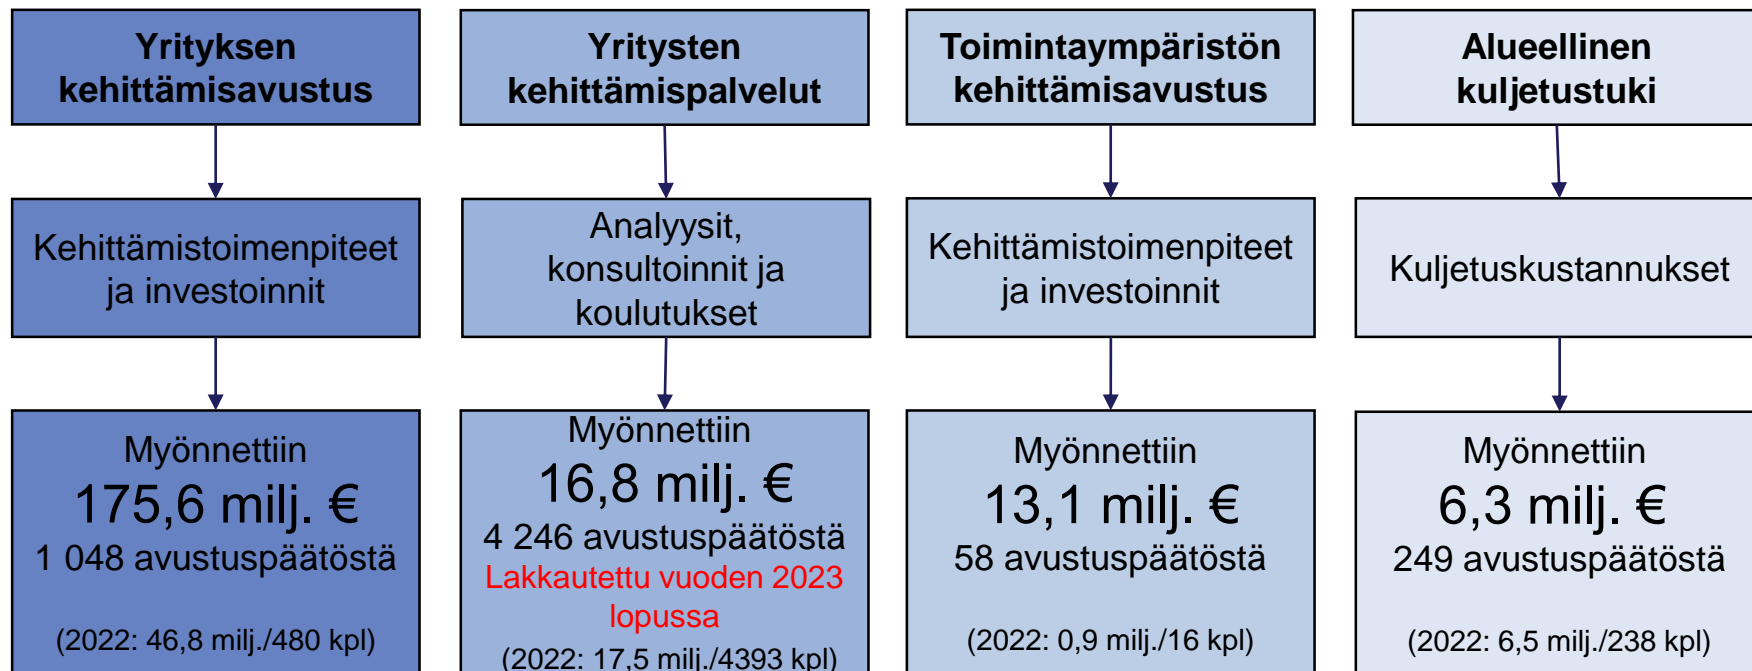 Yrityksen
kehittämisavustus
Kehittämistoimenpiteet
ja investoinnit
Myönnettiin
175,6 milj. €
1 048 avustuspäätöstä
(2022: 46,8 milj./480 kpl)
Yritysten
kehittämispalvelut
Analyysit,
konsultoinnit ja
koulutukset
Myönnettiin
16,8 milj. €
4 246 avustuspäätöstä
Lakkautettu vuoden 2023
lopussa
(2022: 17,5 milj./4393 kpl)
Toimintaympäristön
kehittämisavustus
Kehittämistoimenpiteet
ja investoinnit
Myönnettiin
13,1 milj. €
58 avustuspäätöstä
(2022: 0,9 milj./16 kpl)
Alueellinen
kuljetustuki
Kuljetuskustannukset
Myönnettiin
6,3 milj. €
249 avustuspäätöstä
(2022: 6,5 milj./238 kpl)